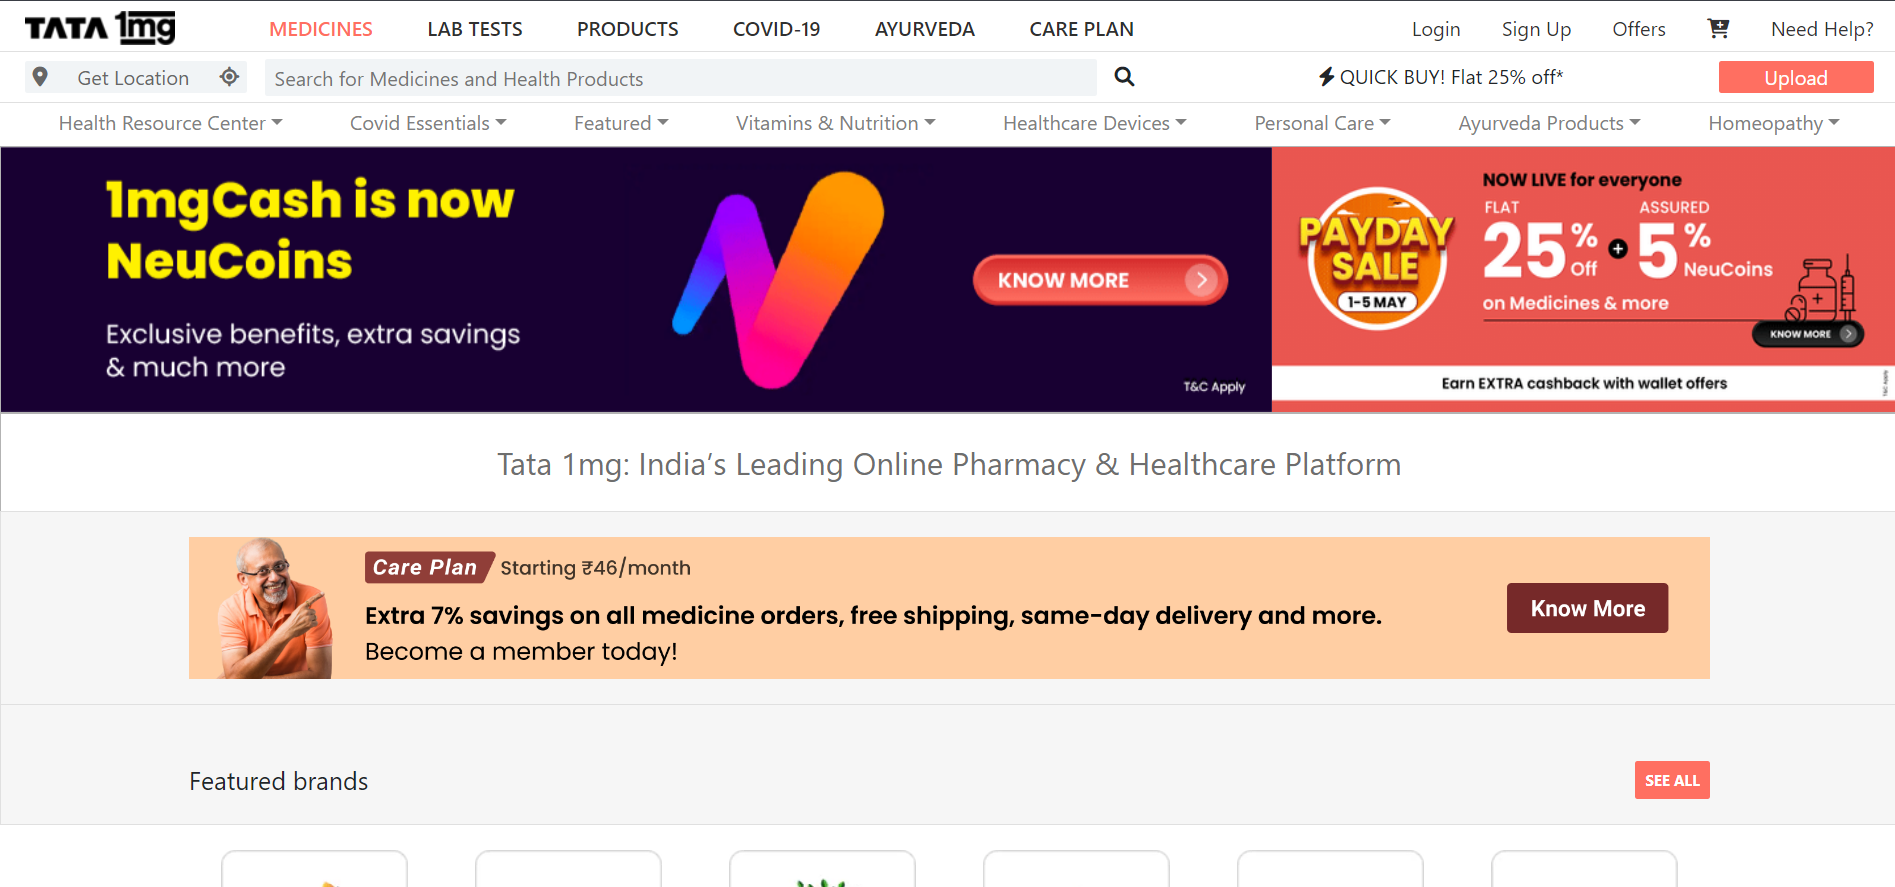 TATA 1mg
MEDICINES LAB TESTS PRODUCTS COVID-19 AYURVEDA CARE PLAN Login Sign Up Offers Need Help?
Get Location Search for Medicines and Health Products QUICK BUY! Flat 25% off* Upload
Health Resource Center Covid Essentials Featured Vitamins & Nutrition Healthcare Devices Personal Care Ayurveda Products Homeopathy
1mgCash is now
NeuCoins
Exclusive benefits, extra savings
& much more
KNOW MORE
T&C Apply
PAYDAY
SALE
1-5 MAY
NOW LIVE for everyone
FLAT ASSURED
25% Off + 5% NeuCoins
on Medicines & more
KNOW MORE
Earn EXTRA cashback with wallet offers
T&C Apply
Tata 1mg: India’s Leading Online Pharmacy & Healthcare Platform
Care Plan Starting ₹46/month
Extra 7% savings on all medicine orders, free shipping, same-day delivery and more.
Become a member today!
Know More
Featured brands
SEE ALL